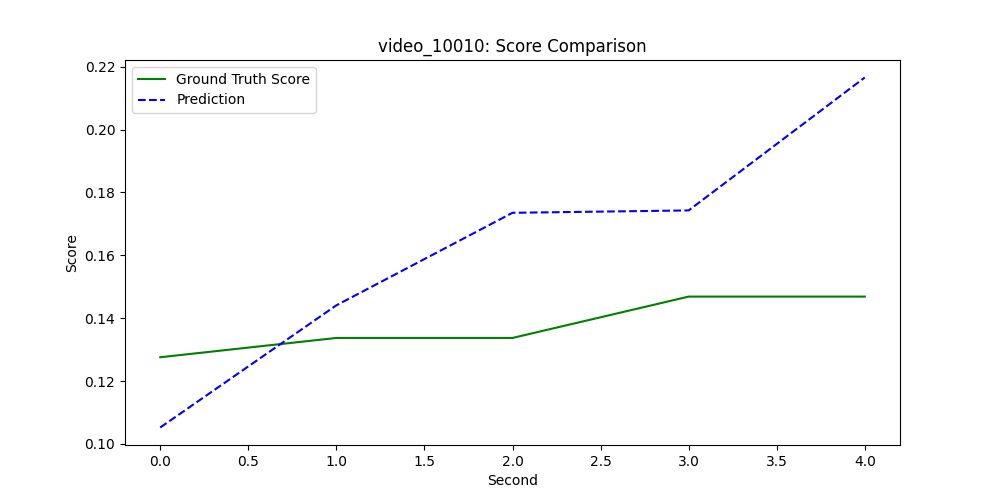 video_10010: Score Comparison
Ground Truth Score
Prediction
0.22
0.20
0.18
0.16
0.14
0.12
0.10
Score
0.0 0.5 1.0 1.5 2.0 2.5 3.0 3.5 4.0
Second